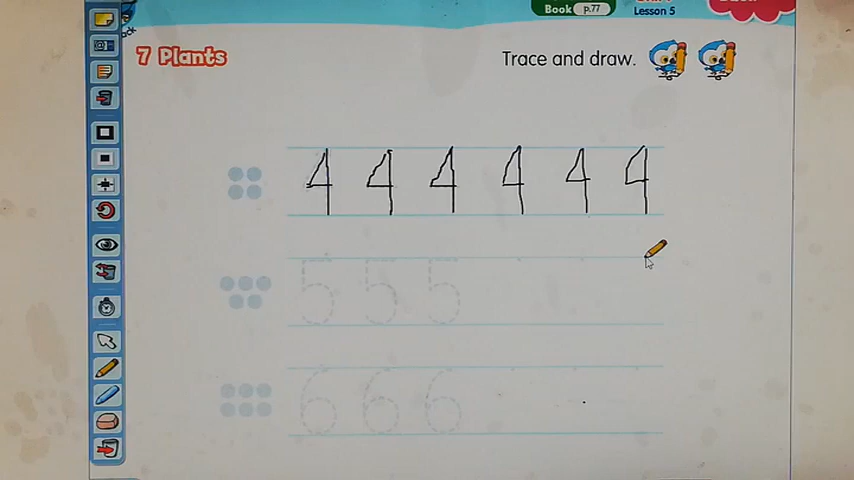 Book p.77
Lesson 5
7 Plants
Trace and draw.
4 4 4 4 4 4
5 5 5
6 6 6